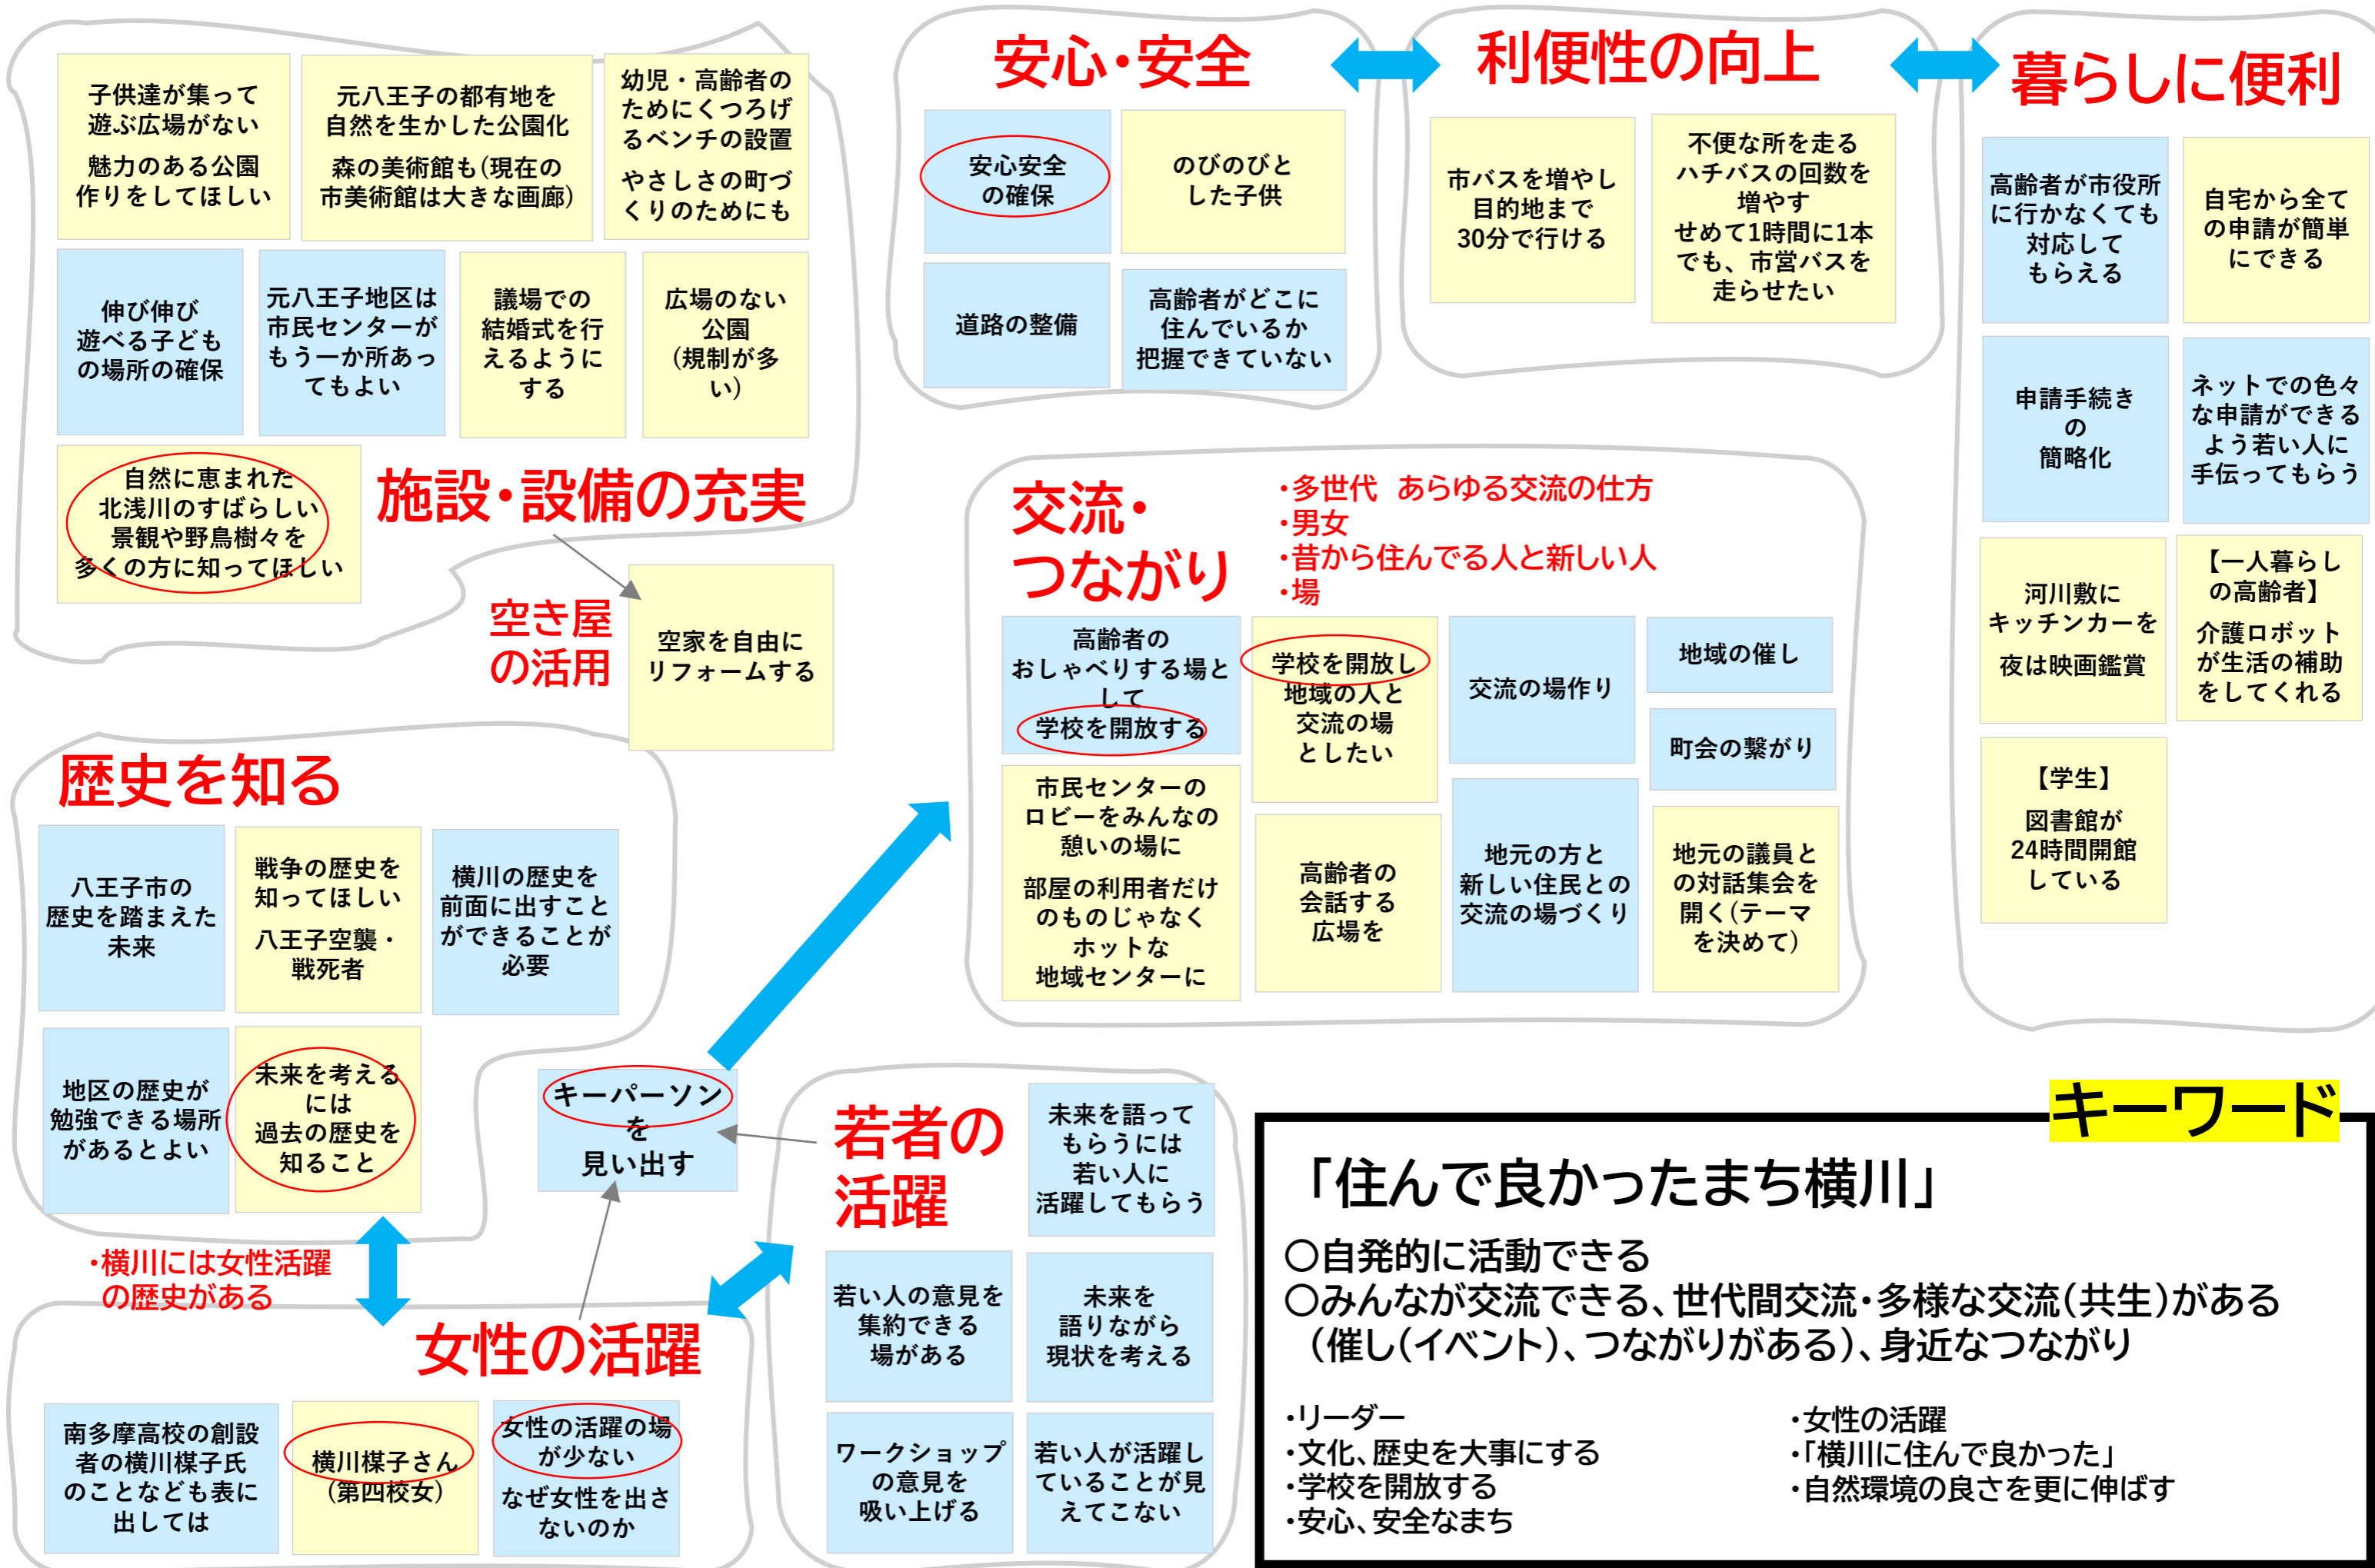 子供達が集って
遊ぶ広場がない
魅力のある公園
作りをしてほしい
元八王子の都有地を
自然を生かした公園化
森の美術館も(現在の
市美術館は大きな画廊)
幼児・高齢者の
ためにくつろげ
るベンチの設置
やさしさの町づ
くりのためにも
伸び伸び
遊べる子ども
の場所の確保
元八王子地区は
市民センターが
もう一か所あっ
てもよい
議場での
結婚式を行
えるように
する
広場のない
公園
(規制が多
い)
自然に恵まれた
北浅川のすばらしい
景観や野鳥樹々を
多くの方に知ってほしい
施設・設備の充実
空き屋
の活用
空家を自由に
リフォームする
安心・安全
安心安全
の確保
のびのびと
した子供
道路の整備
高齢者がどこに
住んでいるか
把握できていない
利便性の向上
市バスを増やし
目的地まで
30分で行ける
不便な所を走る
ハチバスの回数を
増やす
せめて1時間に1本
でも、市営バスを
走らせたい
暮らしに便利
高齢者が市役所
に行かなくても
対応して
もらえる
自宅から全て
の申請が簡単
にできる
申請手続き
の
簡略化
ネットでの色々
な申請ができる
よう若い人に
手伝ってもらう
河川敷に
キッチンカーを
夜は映画鑑賞
【一人暮らし
の高齢者】
介護ロボット
が生活の補助
をしてくれる
【学生】
図書館が
24時間開館
している
交流・
つながり
・多世代 あらゆる交流の仕方
・男女
・昔から住んでる人と新しい人
・場
高齢者の
おしゃべりする場と
して
学校を開放する
学校を開放し
地域の人と
交流の場
としたい
交流の場作り
地域の催し
町会の繋がり
市民センターの
ロビーをみんなの
憩いの場に
部屋の利用者だけ
のものじゃなく
ホットな
地域センターに
高齢者の
会話する
広場を
地元の方と
新しい住民との
交流の場づくり
地元の議員と
の対話集会を
開く(テーマ
を決めて)
歴史を知る
八王子市の
歴史を踏まえた
未来
戦争の歴史を
知ってほしい
八王子空襲・
戦死者
横川の歴史を
前面に出すこと
ができることが
必要
地区の歴史が
勉強できる場所
があるとよい
未来を考える
には
過去の歴史を
知ること
キーパーソン
を
見い出す
・横川には女性活躍
の歴史がある
女性の活躍
南多摩高校の創設
者の横川楳子氏
のことなども表に
出しては
横川楳子さん
(第四校女)
女性の活躍の場
が少ない
なぜ女性を出さ
ないのか
若者の
活躍
未来を語って
もらうには
若い人に
活躍してもらう
若い人の意見を
集約できる
場がある
未来を
語りながら
現状を考える
ワークショップ
の意見を
吸い上げる
若い人が活躍し
ていることが見
えてこない
キーワード
「住んで良かったまち横川」
〇自発的に活動できる
〇みんなが交流できる、世代間交流・多様な交流(共生)がある
(催し(イベント)、つながりがある)、身近なつながり
・リーダー
・文化、歴史を大事にする
・学校を開放する
・安心、安全なまち
・女性の活躍
・「横川に住んで良かった」
・自然環境の良さを更に伸ばす